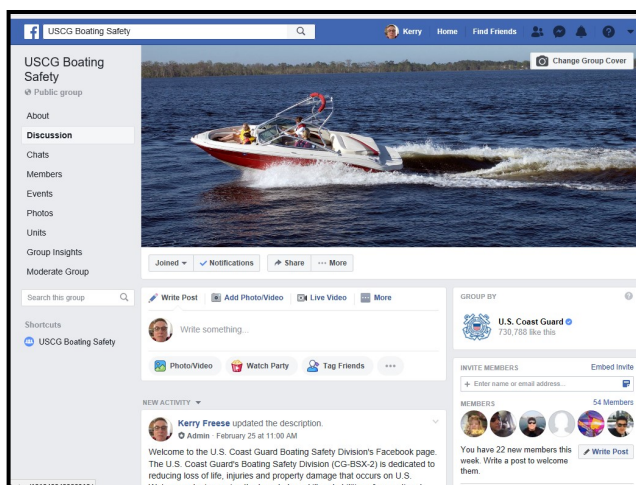 USCG Boating Safety
Kerry Home Find Friends
USCG Boating
Safety
Public group
About
Discussion
Chats
Members
Events
Photos
Units
Group Insights
Moderate Group
Search this group
Shortcuts
USCG Boating Safety
Change Group Cover
Joined Notifications Share More
Write Post Add Photo/Video Live Video More
Write something...
Photo/Video Watch Party Tag Friends
NEW ACTIVITY
Kerry Freese updated the description.
Admin · February 25 at 11:00 AM
Welcome to the U.S. Coast Guard Boating Safety Division's Facebook page.
The U.S. Coast Guard's Boating Safety Division (CG-BSX-2) is dedicated to
reducing loss of life, injuries and property damage that occurs on U.S.
GROUP BY
U.S. Coast Guard
730,788 like this
INVITE MEMBERS Embed Invite
+ Enter name or email address...
MEMBERS 54 Members
You have 22 new members this
week. Write a post to welcome
them.
Write Post